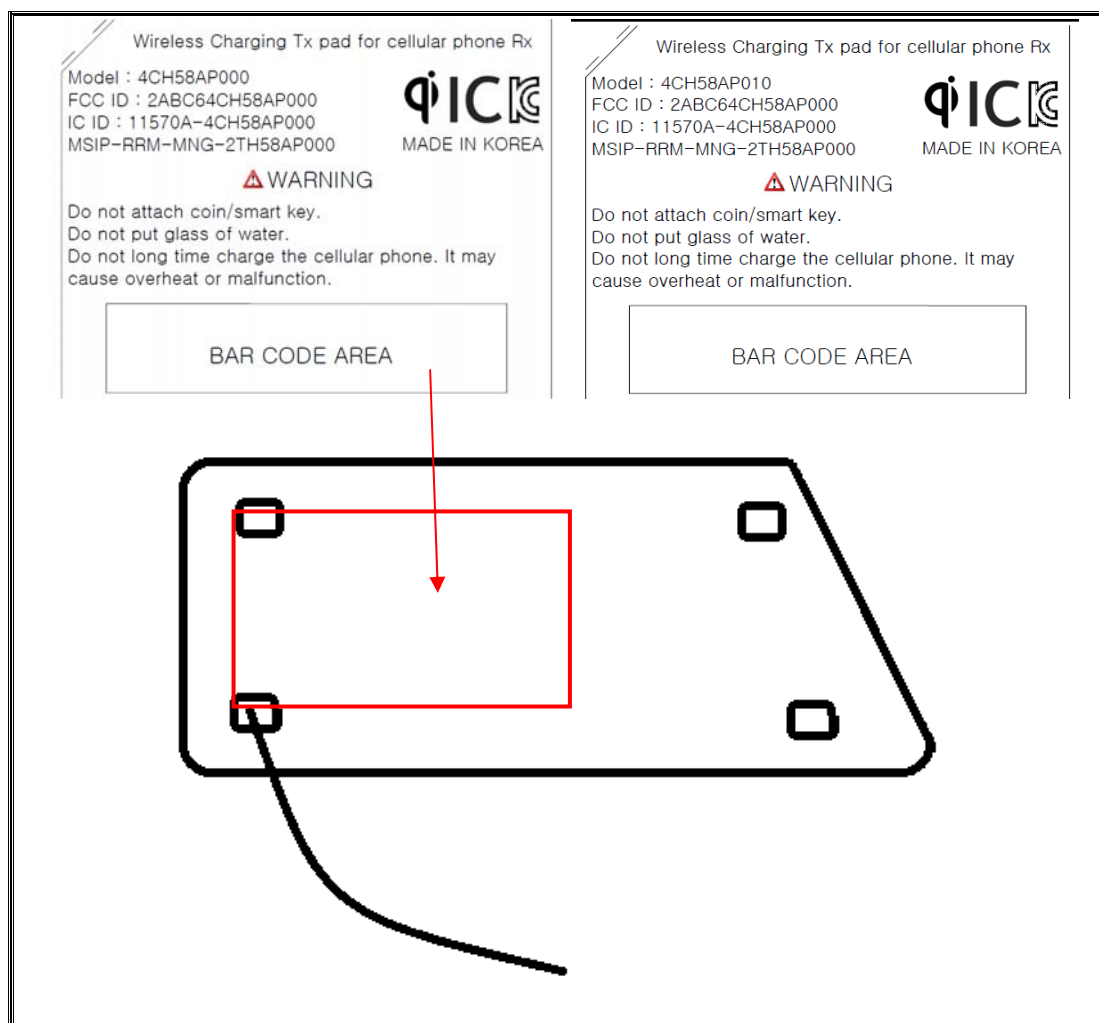 Wireless Charging Tx pad for cellular phone Rx
Model : 4CH58AP000
FCC ID : 2ABC64CH58AP000
IC ID : 11570A-4CH58AP000
MSIP-RRM-MNG-2TH58AP000
qi IC KC
MADE IN KOREA
WARNING
Do not attach coin/smart key.
Do not put glass of water.
Do not long time charge the cellular phone. It may
cause overheat or malfunction.
BAR CODE AREA
Wireless Charging Tx pad for cellular phone Rx
Model : 4CH58AP010
FCC ID : 2ABC64CH58AP000
IC ID : 11570A-4CH58AP000
MSIP-RRM-MNG-2TH58AP000
qi IC KC
MADE IN KOREA
WARNING
Do not attach coin/smart key.
Do not put glass of water.
Do not long time charge the cellular phone. It may
cause overheat or malfunction.
BAR CODE AREA